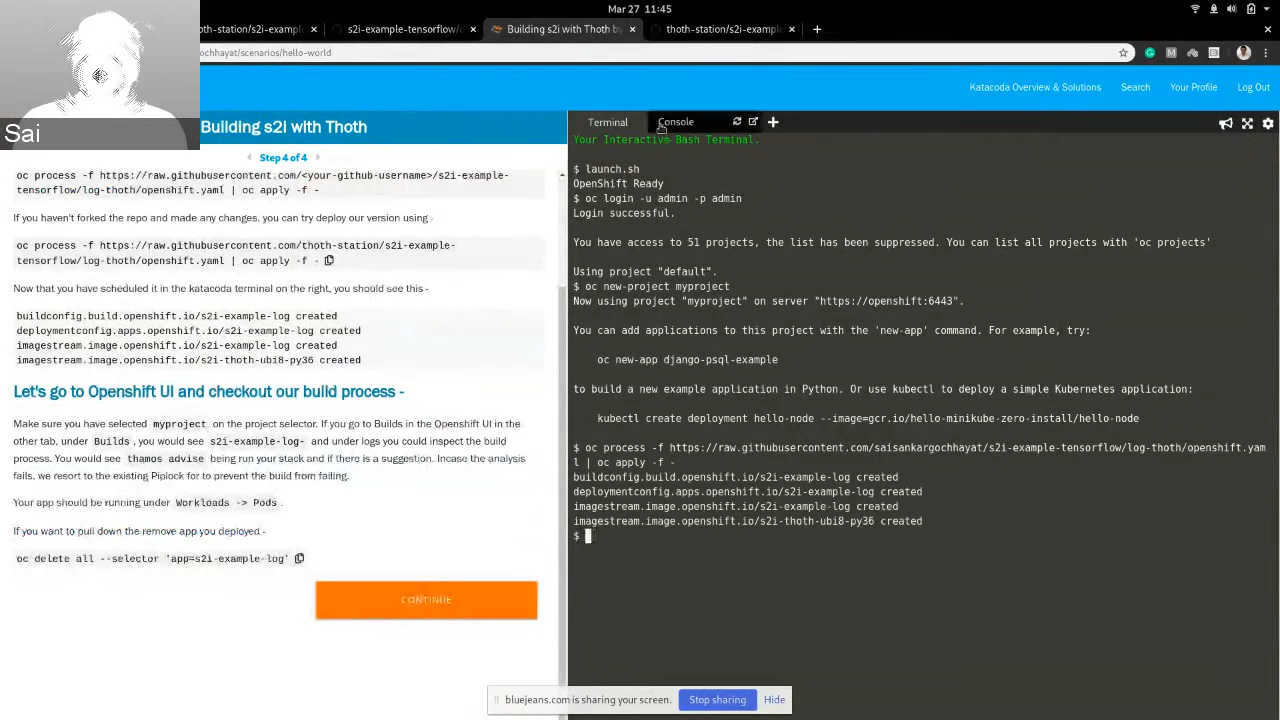 Mar 27 11:45
oth-station/s2i-exampl
s2i-example-tensorflow/
Building s2i with Thoth by
thoth-station/s2i-example
ochhayat/scenarios/hello-world
Sai
Katacoda Overview & Solutions
Search
Your Profile
Log Out
Building s2i with Thoth
Step 4 of 4
oc process -f https://raw.githubusercontent.com/<your-github-username>/s2i-example-
tensorflow/log-thoth/openshift.yaml | oc apply -f -
If you haven't forked the repo and made any changes, you can try deploy our version using -
oc process -f https://raw.githubusercontent.com/thoth-station/s2i-example-
tensorflow/log-thoth/openshift.yaml | oc apply -f -
Now that you have scheduled it in the katacoda terminal on the right, you should see this -
buildconfig.build.openshift.io/s2i-example-log created
deploymentconfig.apps.openshift.io/s2i-example-log created
imagestream.image.openshift.io/s2i-example-log created
imagestream.image.openshift.io/s2i-thoth-ubi8-py36 created
Let's go to Openshift UI and checkout our build process -
Make sure you have selected myproject on the project selector. If you go to Builds in the Openshift UI in the
other tab, under Builds , you would see s2i-example-log- and under logs you could inspect the build
process. You would see thamos advise being run your stack and if there is a suggestion. Incase the analysis
fails, we resort to the existing Piplock for to prevent the build from failing.
Your app should be running under Workloads -> Pods .
If you want to pull down the remove app you deployed -
oc delete all --selector 'app=s2i-example-log'
CONTINUE
Terminal
Console
Your Interactive Bash Terminal.
$ launch.sh
OpenShift Ready
$ oc login -u admin -p admin
Login successful.
You have access to 51 projects, the list has been suppressed. You can list all projects with 'oc projects'
Using project "default".
$ oc new-project myproject
Now using project "myproject" on server "https://openshift:6443".
You can add applications to this project with the 'new-app' command. For example, try:
oc new-app django-psql-example
to build a new example application in Python. Or use kubectl to deploy a simple Kubernetes application:
kubectl create deployment hello-node --image=gcr.io/hello-minikube-zero-install/hello-node
$ oc process -f https://raw.githubusercontent.com/saisankargochhayat/s2i-example-tensorflow/log-thoth/openshift.yam
l | oc apply -f -
buildconfig.build.openshift.io/s2i-example-log created
deploymentconfig.apps.openshift.io/s2i-example-log created
imagestream.image.openshift.io/s2i-example-log created
imagestream.image.openshift.io/s2i-thoth-ubi8-py36 created
$
bluejeans.com is sharing your screen.
Stop sharing
Hide